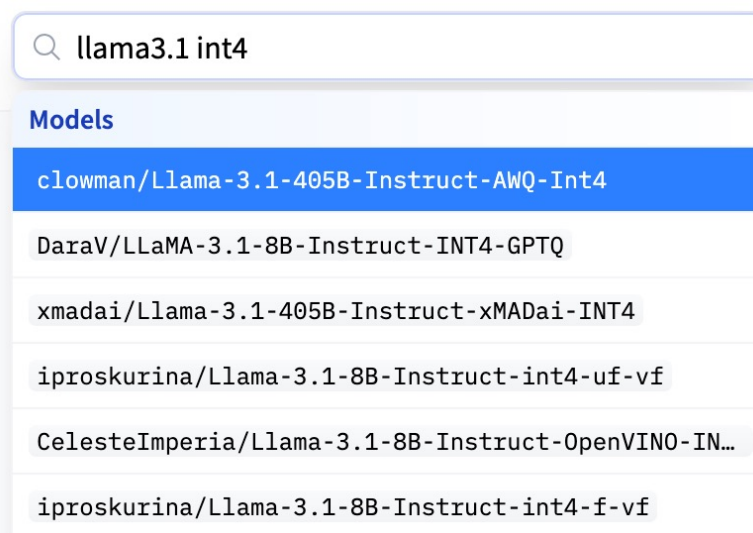 llama3.1 int4
Models
clowman/Llama-3.1-405B-Instruct-AWQ-Int4
DaraV/LLaMA-3.1-8B-Instruct-INT4-GPTQ
xmadai/Llama-3.1-405B-Instruct-xMADai-INT4
iproskurina/Llama-3.1-8B-Instruct-int4-uf-vf
CelesteImperia/Llama-3.1-8B-Instruct-OpenVINO-IN…
iproskurina/Llama-3.1-8B-Instruct-int4-f-vf